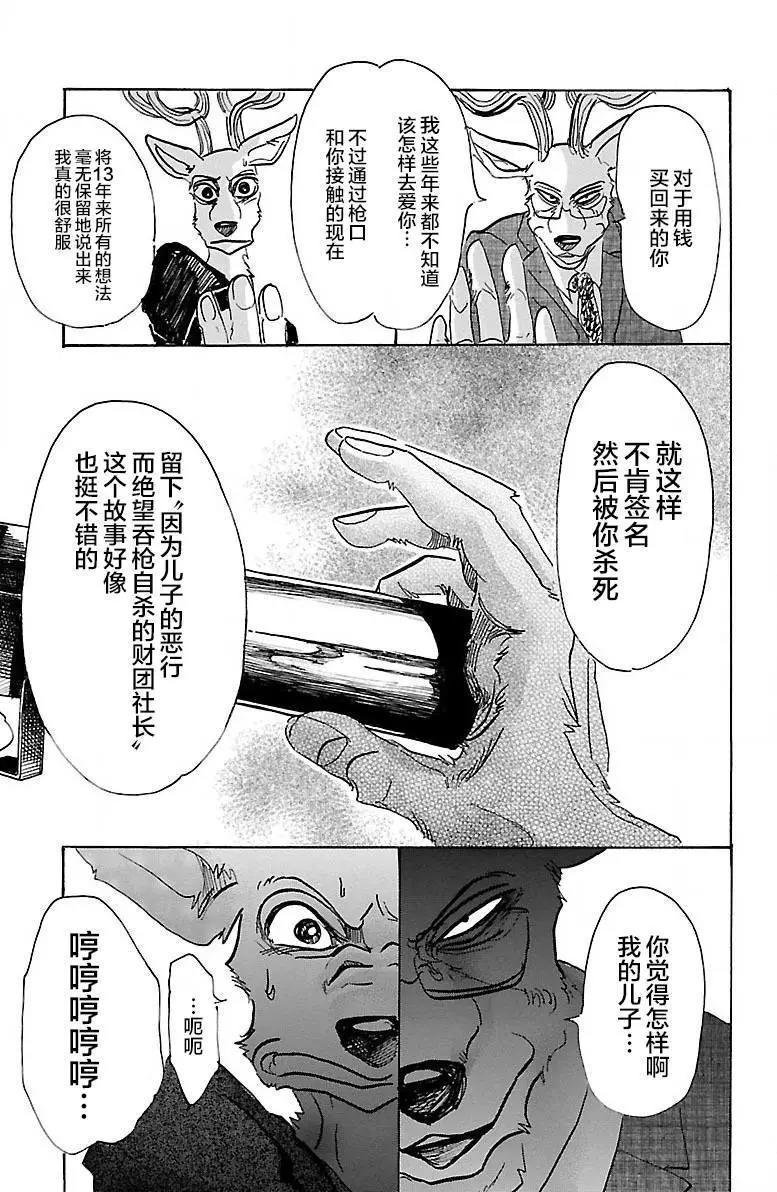 对于用钱
买回来的你
我这些年来都不知道
该怎样去爱你…
不过通过枪口
和你接触的现在
将13年来所有的想法
毫无保留地说出来
我真的很舒服
就这样
不肯签名
然后被你杀死
留下“因为儿子的恶行
而绝望吞枪自杀的财团社长”
这个故事好像
也挺不错的
你觉得怎样啊
我的儿子…
…呃呃
哼哼哼哼哼…